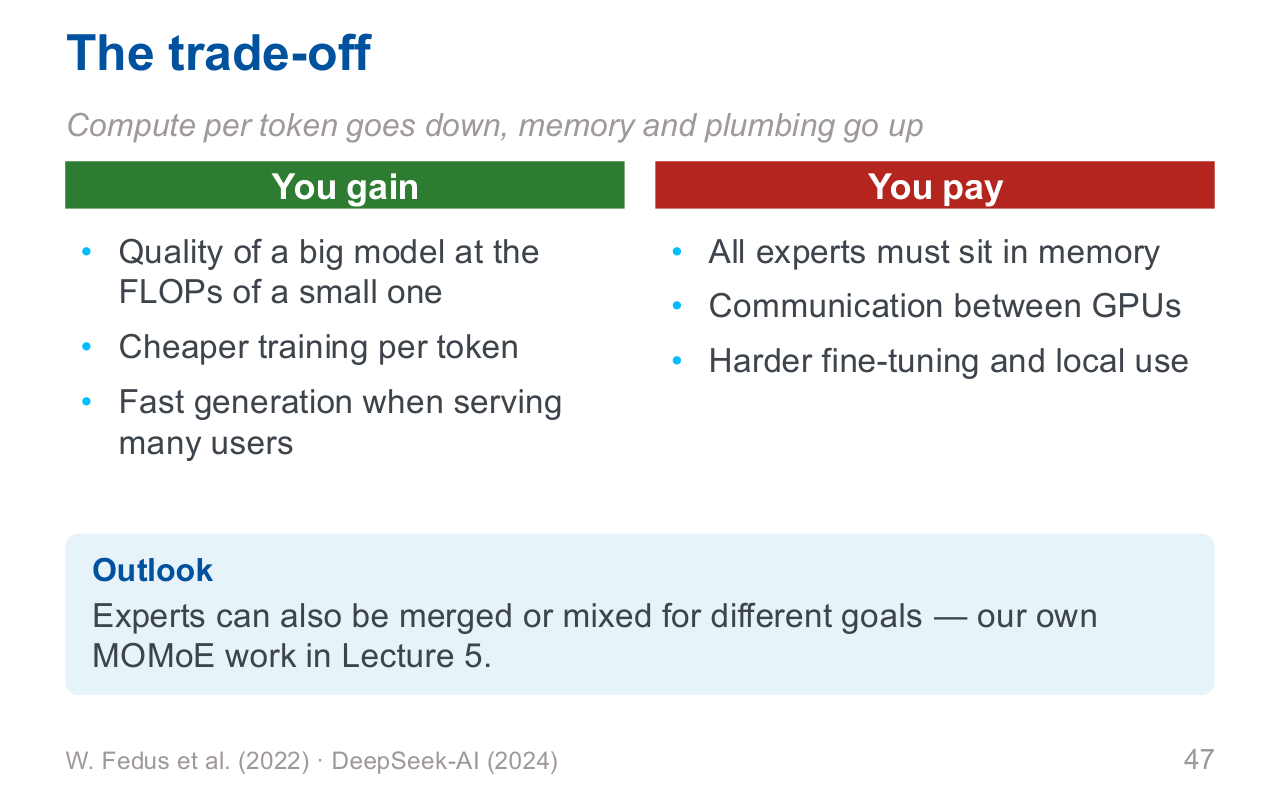 The trade-off
Compute per token goes down, memory and plumbing go up
You gain
• Quality of a big model at the
FLOPs of a small one
• Cheaper training per token
• Fast generation when serving
many users
You pay
• All experts must sit in memory
• Communication between GPUs
• Harder fine-tuning and local use
Outlook
Experts can also be merged or mixed for different goals — our own
MOMoE work in Lecture 5.
W. Fedus et al. (2022) · DeepSeek-AI (2024)
47